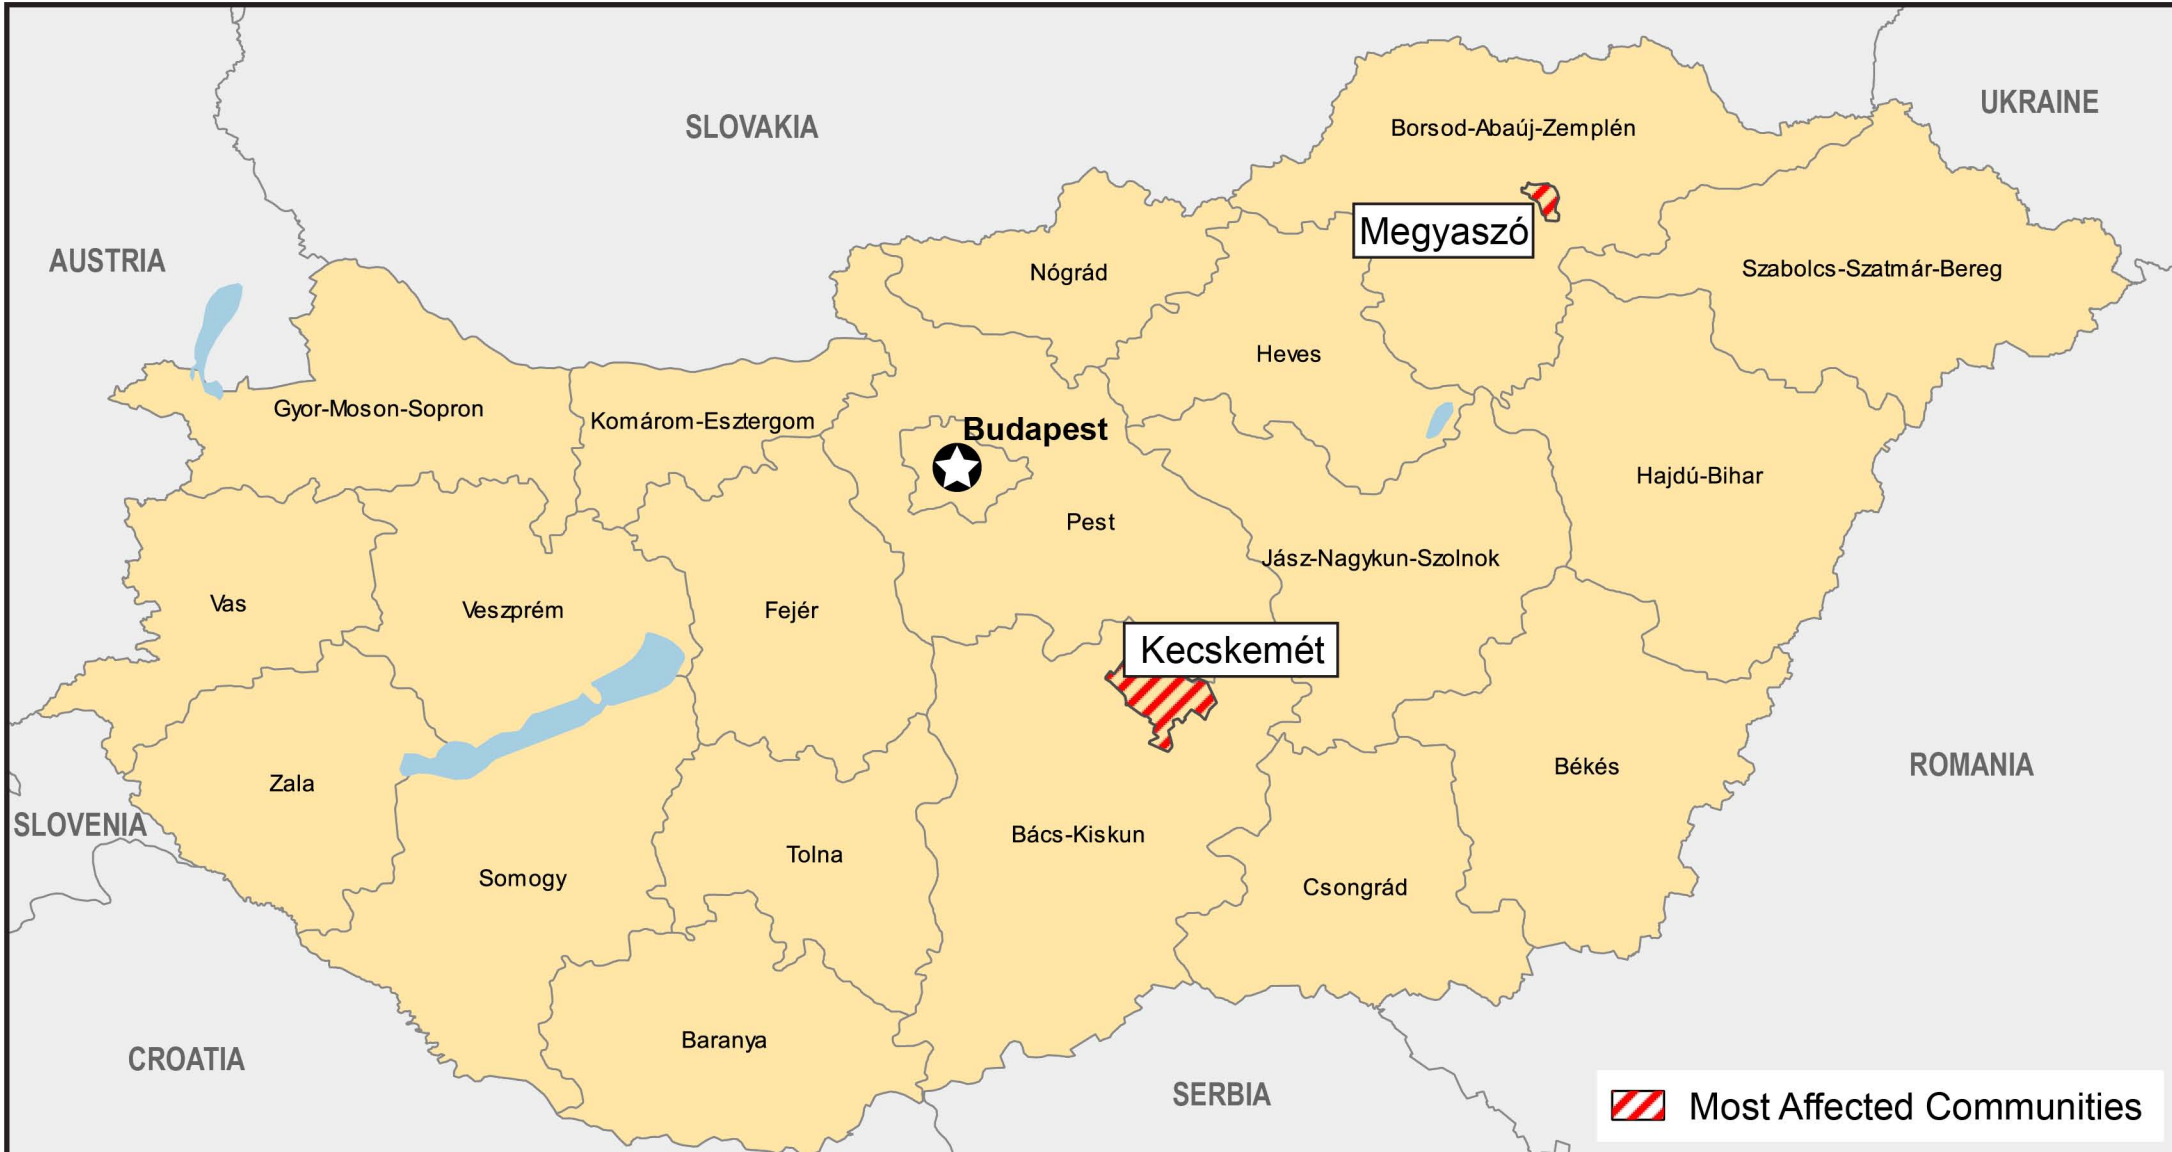 UKRAINE
SLOVAKIA
Borsod-Abaúj-Zemplén
Megyaszó
AUSTRIA
Nógrád
Szabolcs-Szatmár-Bereg
Heves
Gyor-Moson-Sopron
Komárom-Esztergom
Budapest
Hajdú-Bihar
Pest
Jász-Nagykun-Szolnok
Vas
Veszprém
Fejér
Kecskemét
Zala
Békés
ROMANIA
SLOVENIA
Bács-Kiskun
Tolna
Somogy
Csongrád
Baranya
CROATIA
SERBIA
Most Affected Communities